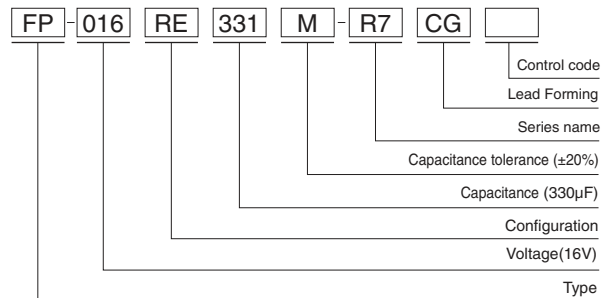 FP-016 RE 331 M-R7 CG
Control code
Lead Forming
Series name
Capacitance tolerance (±20%)
Capacitance (330µF)
Configuration
Voltage(16V)
Type